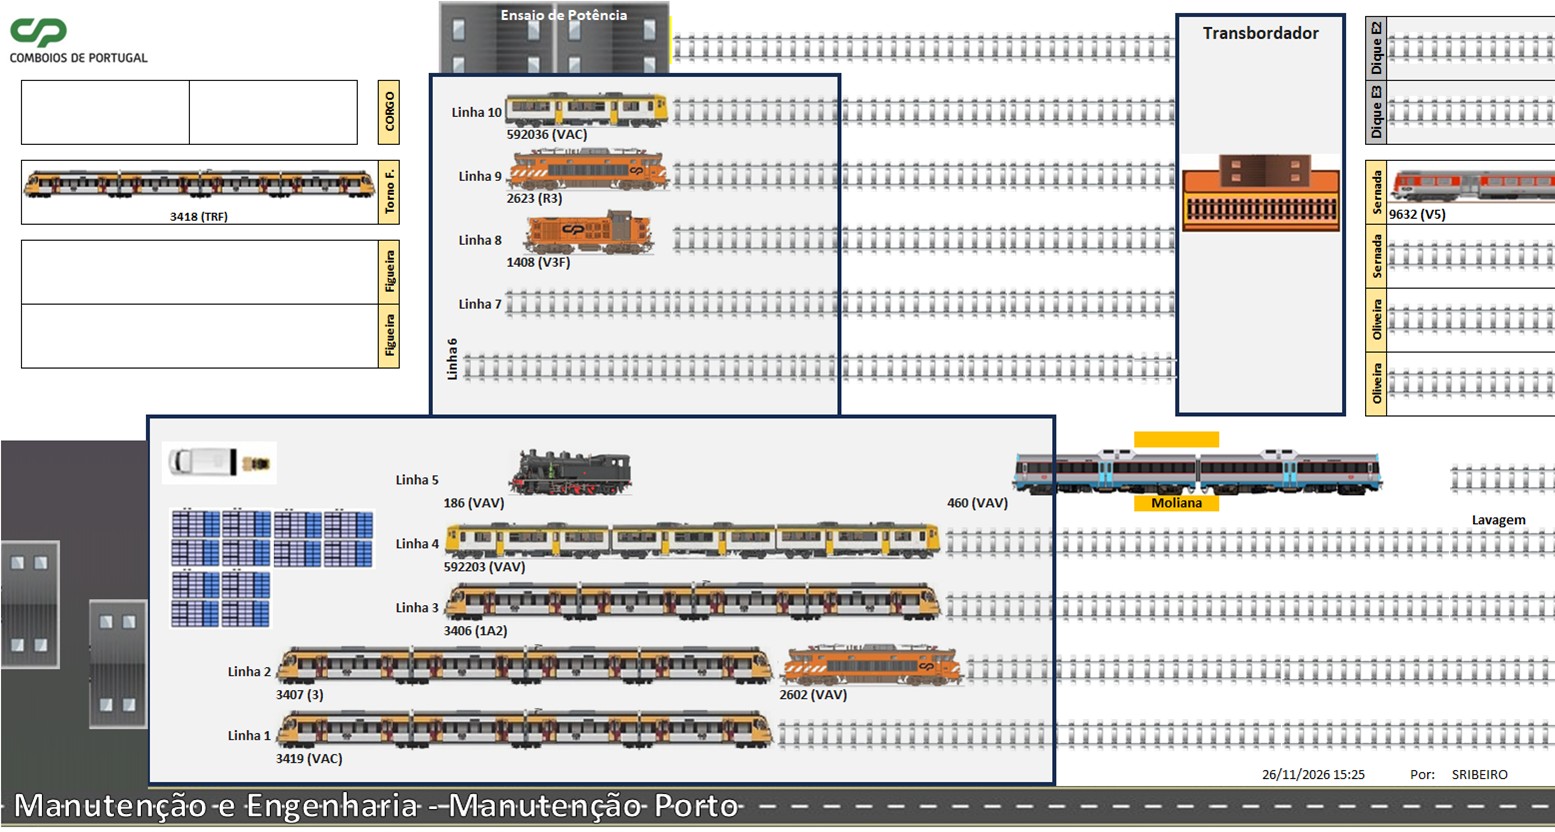 Ensaio de Potência
CP
COMBOIOS DE PORTUGAL
Transbordador
Dique E2
Dique E3
CORGO
Linha 10
592036 (VAC)
Torno F.
3418 (TRF)
Linha 9
2623 (R3)
Sernada
9632 (V5)
Linha 8
1408 (V3F)
Sernada
Figueira
Linha 7
Oliveira
Figueira
Linha 6
Oliveira
Linha 5
186 (VAV)
460 (VAV)
Moliana
Lavagem
Linha 4
592203 (VAV)
Linha 3
3406 (1A2)
Linha 2
3407 (3)
2602 (VAV)
Linha 1
3419 (VAC)
26/11/2026 15:25 Por: SRIBEIRO
Manutenção e Engenharia - Manutenção Porto